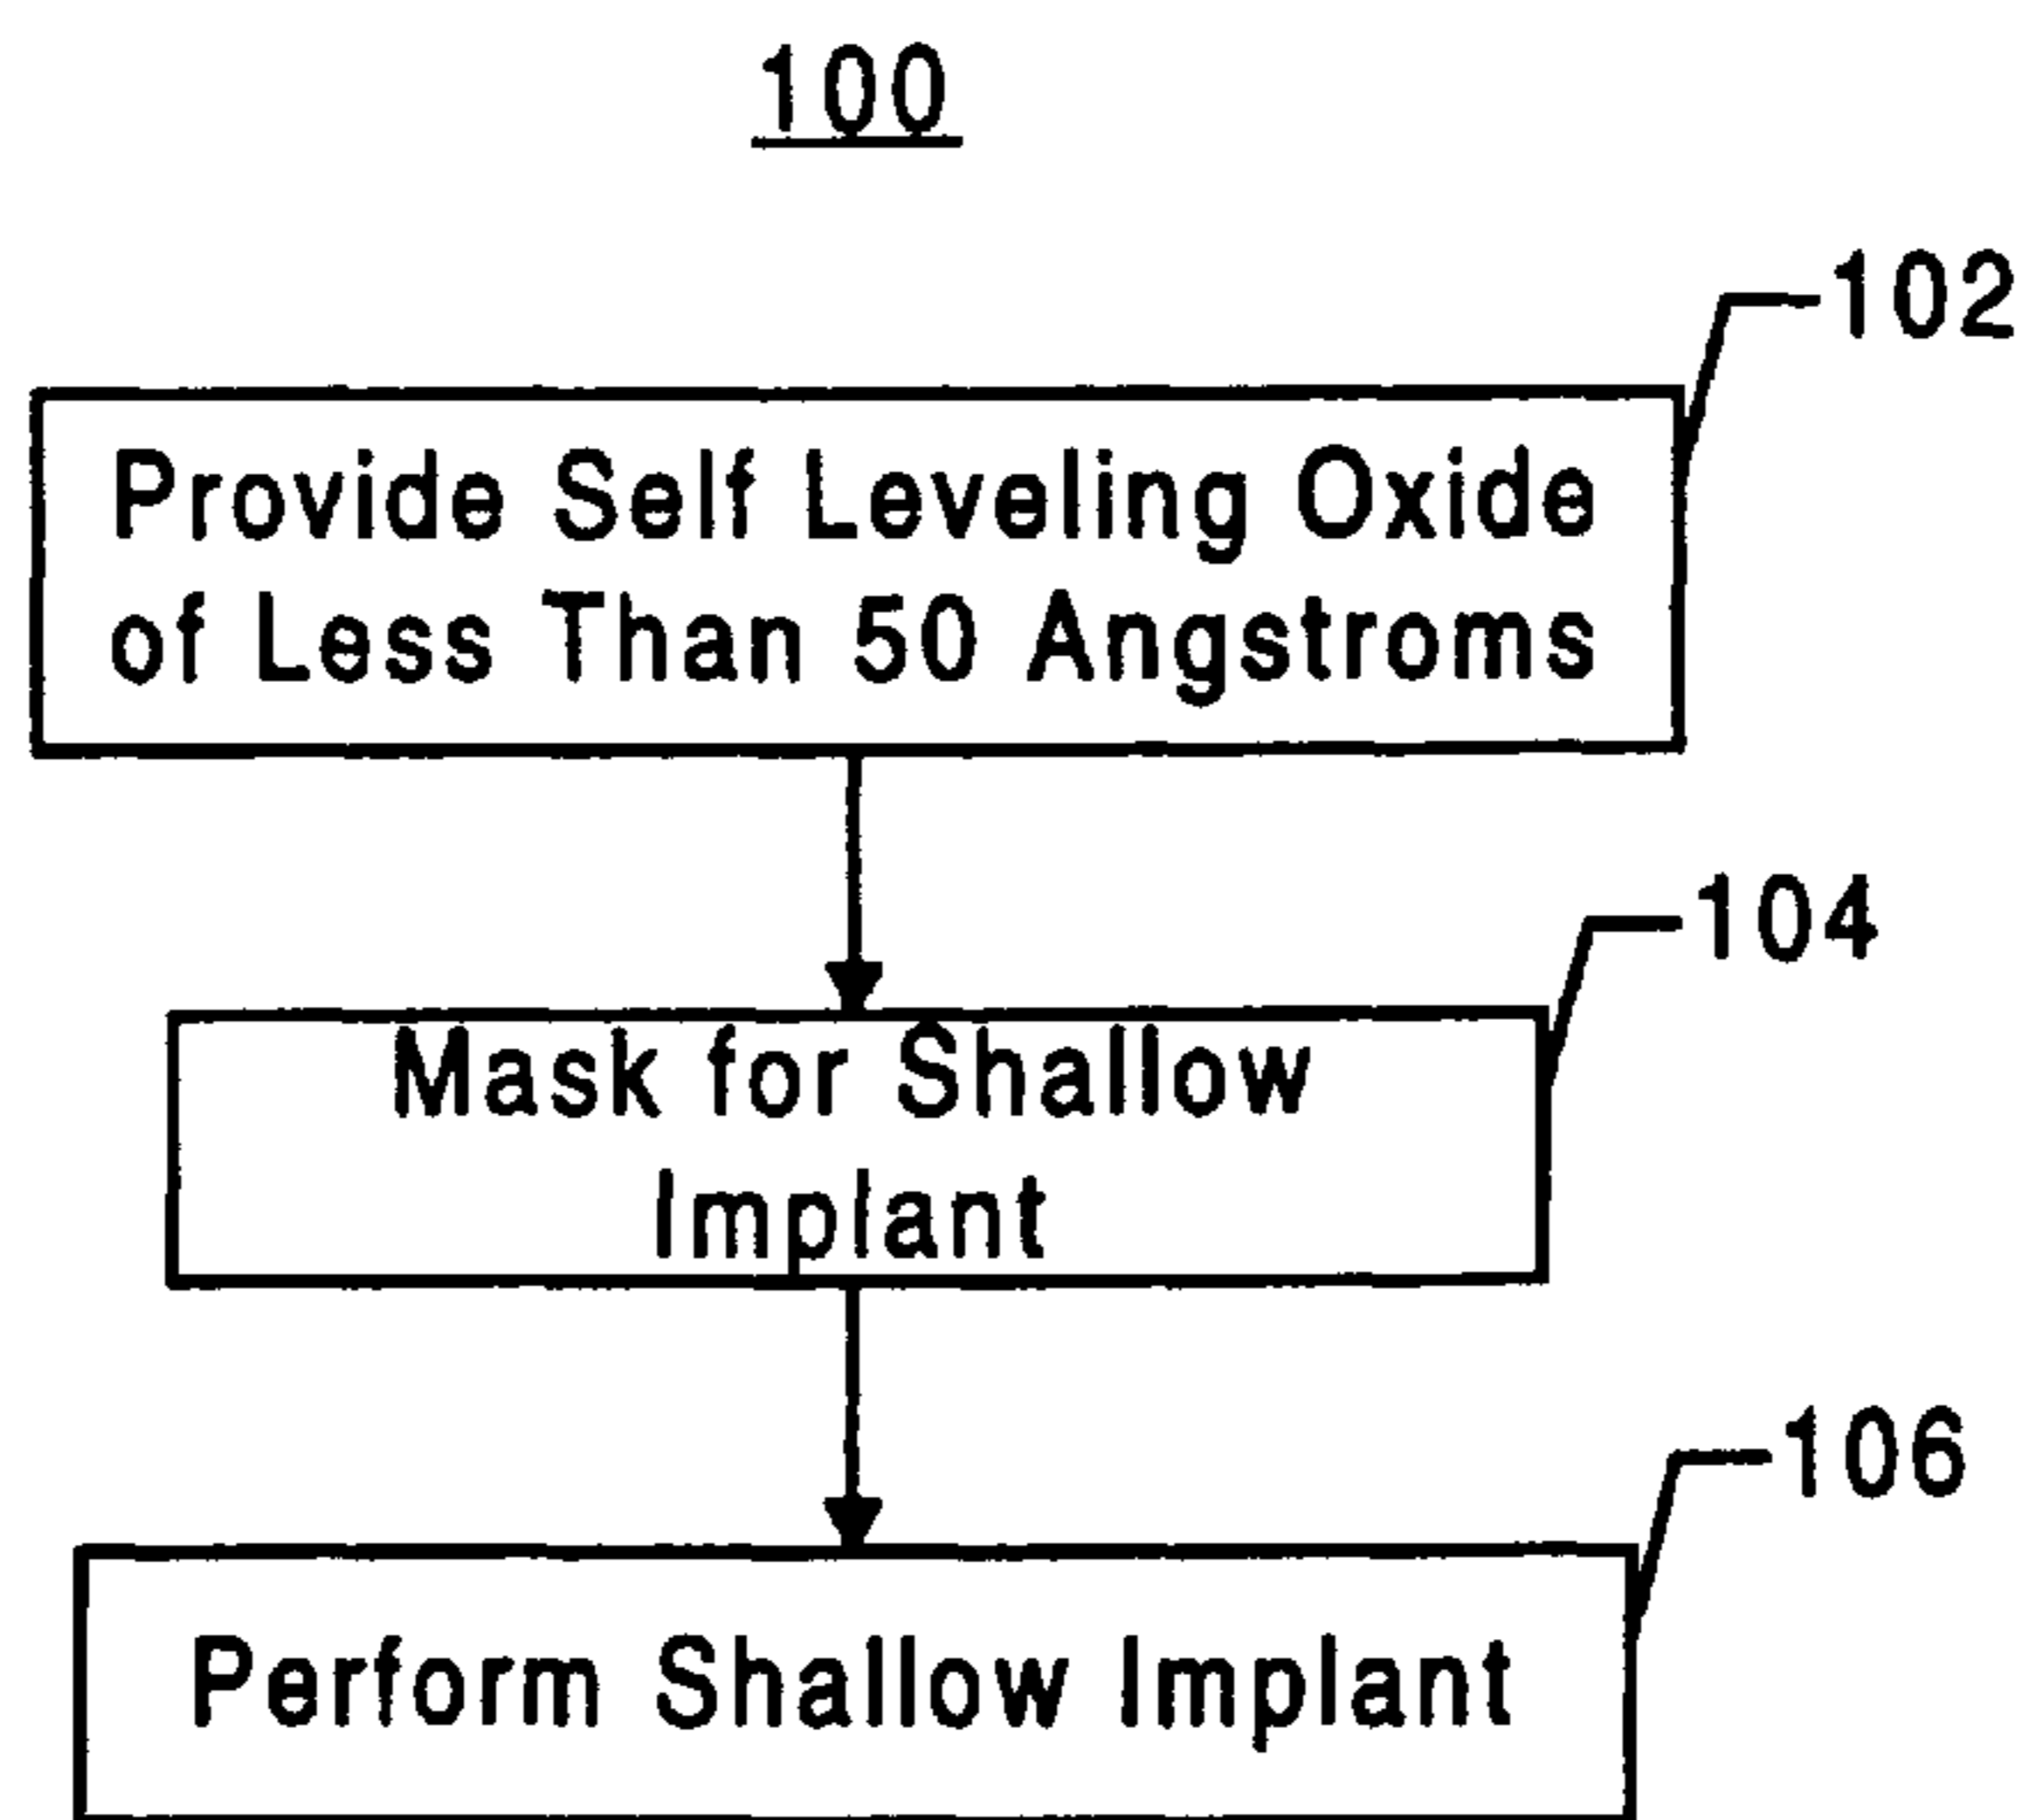 100
102
Provide Self Leveling Oxide
of Less Than 50 Angstroms
104
Mask for Shallow
Implant
106
Perform Shallow Implant